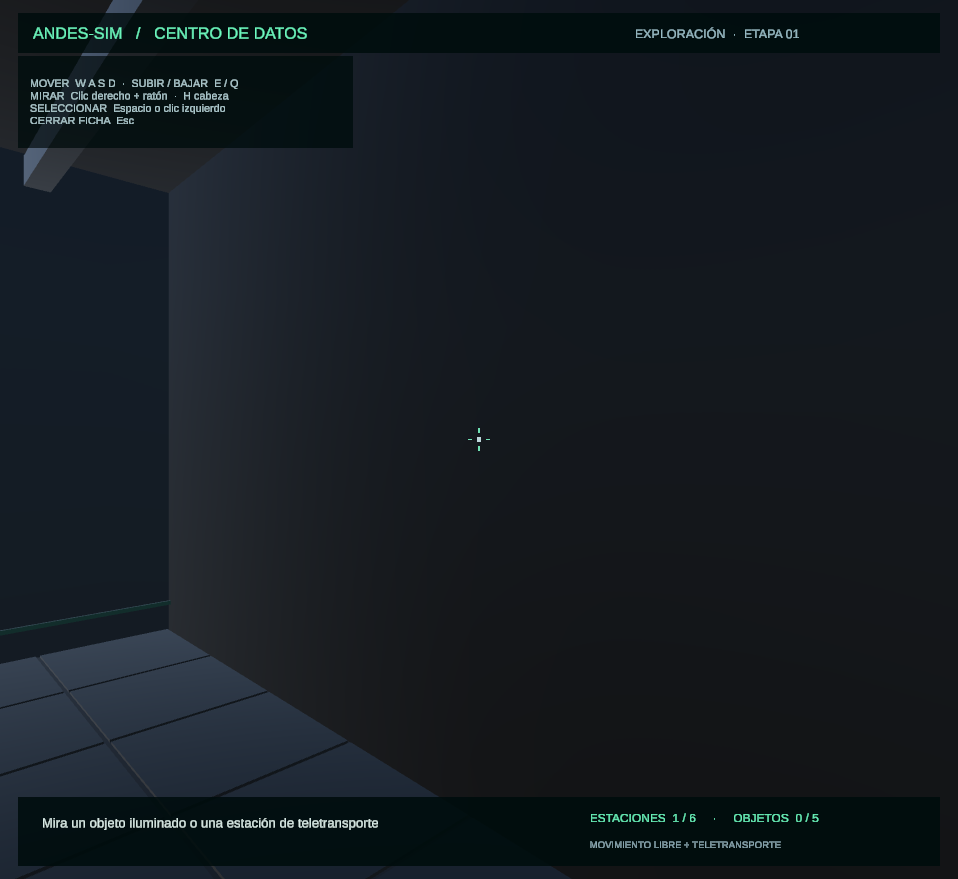 ANDES-SIM / CENTRO DE DATOS
EXPLORACIÓN · ETAPA 01
MOVER W A S D · SUBIR / BAJAR E / Q
MIRAR Clic derecho + ratón · H cabeza
SELECCIONAR Espacio o clic izquierdo
CERRAR FICHA Esc
Mira un objeto iluminado o una estación de teletransporte
ESTACIONES 1 / 6 · OBJETOS 0 / 5
MOVIMIENTO LIBRE + TELETRANSPORTE